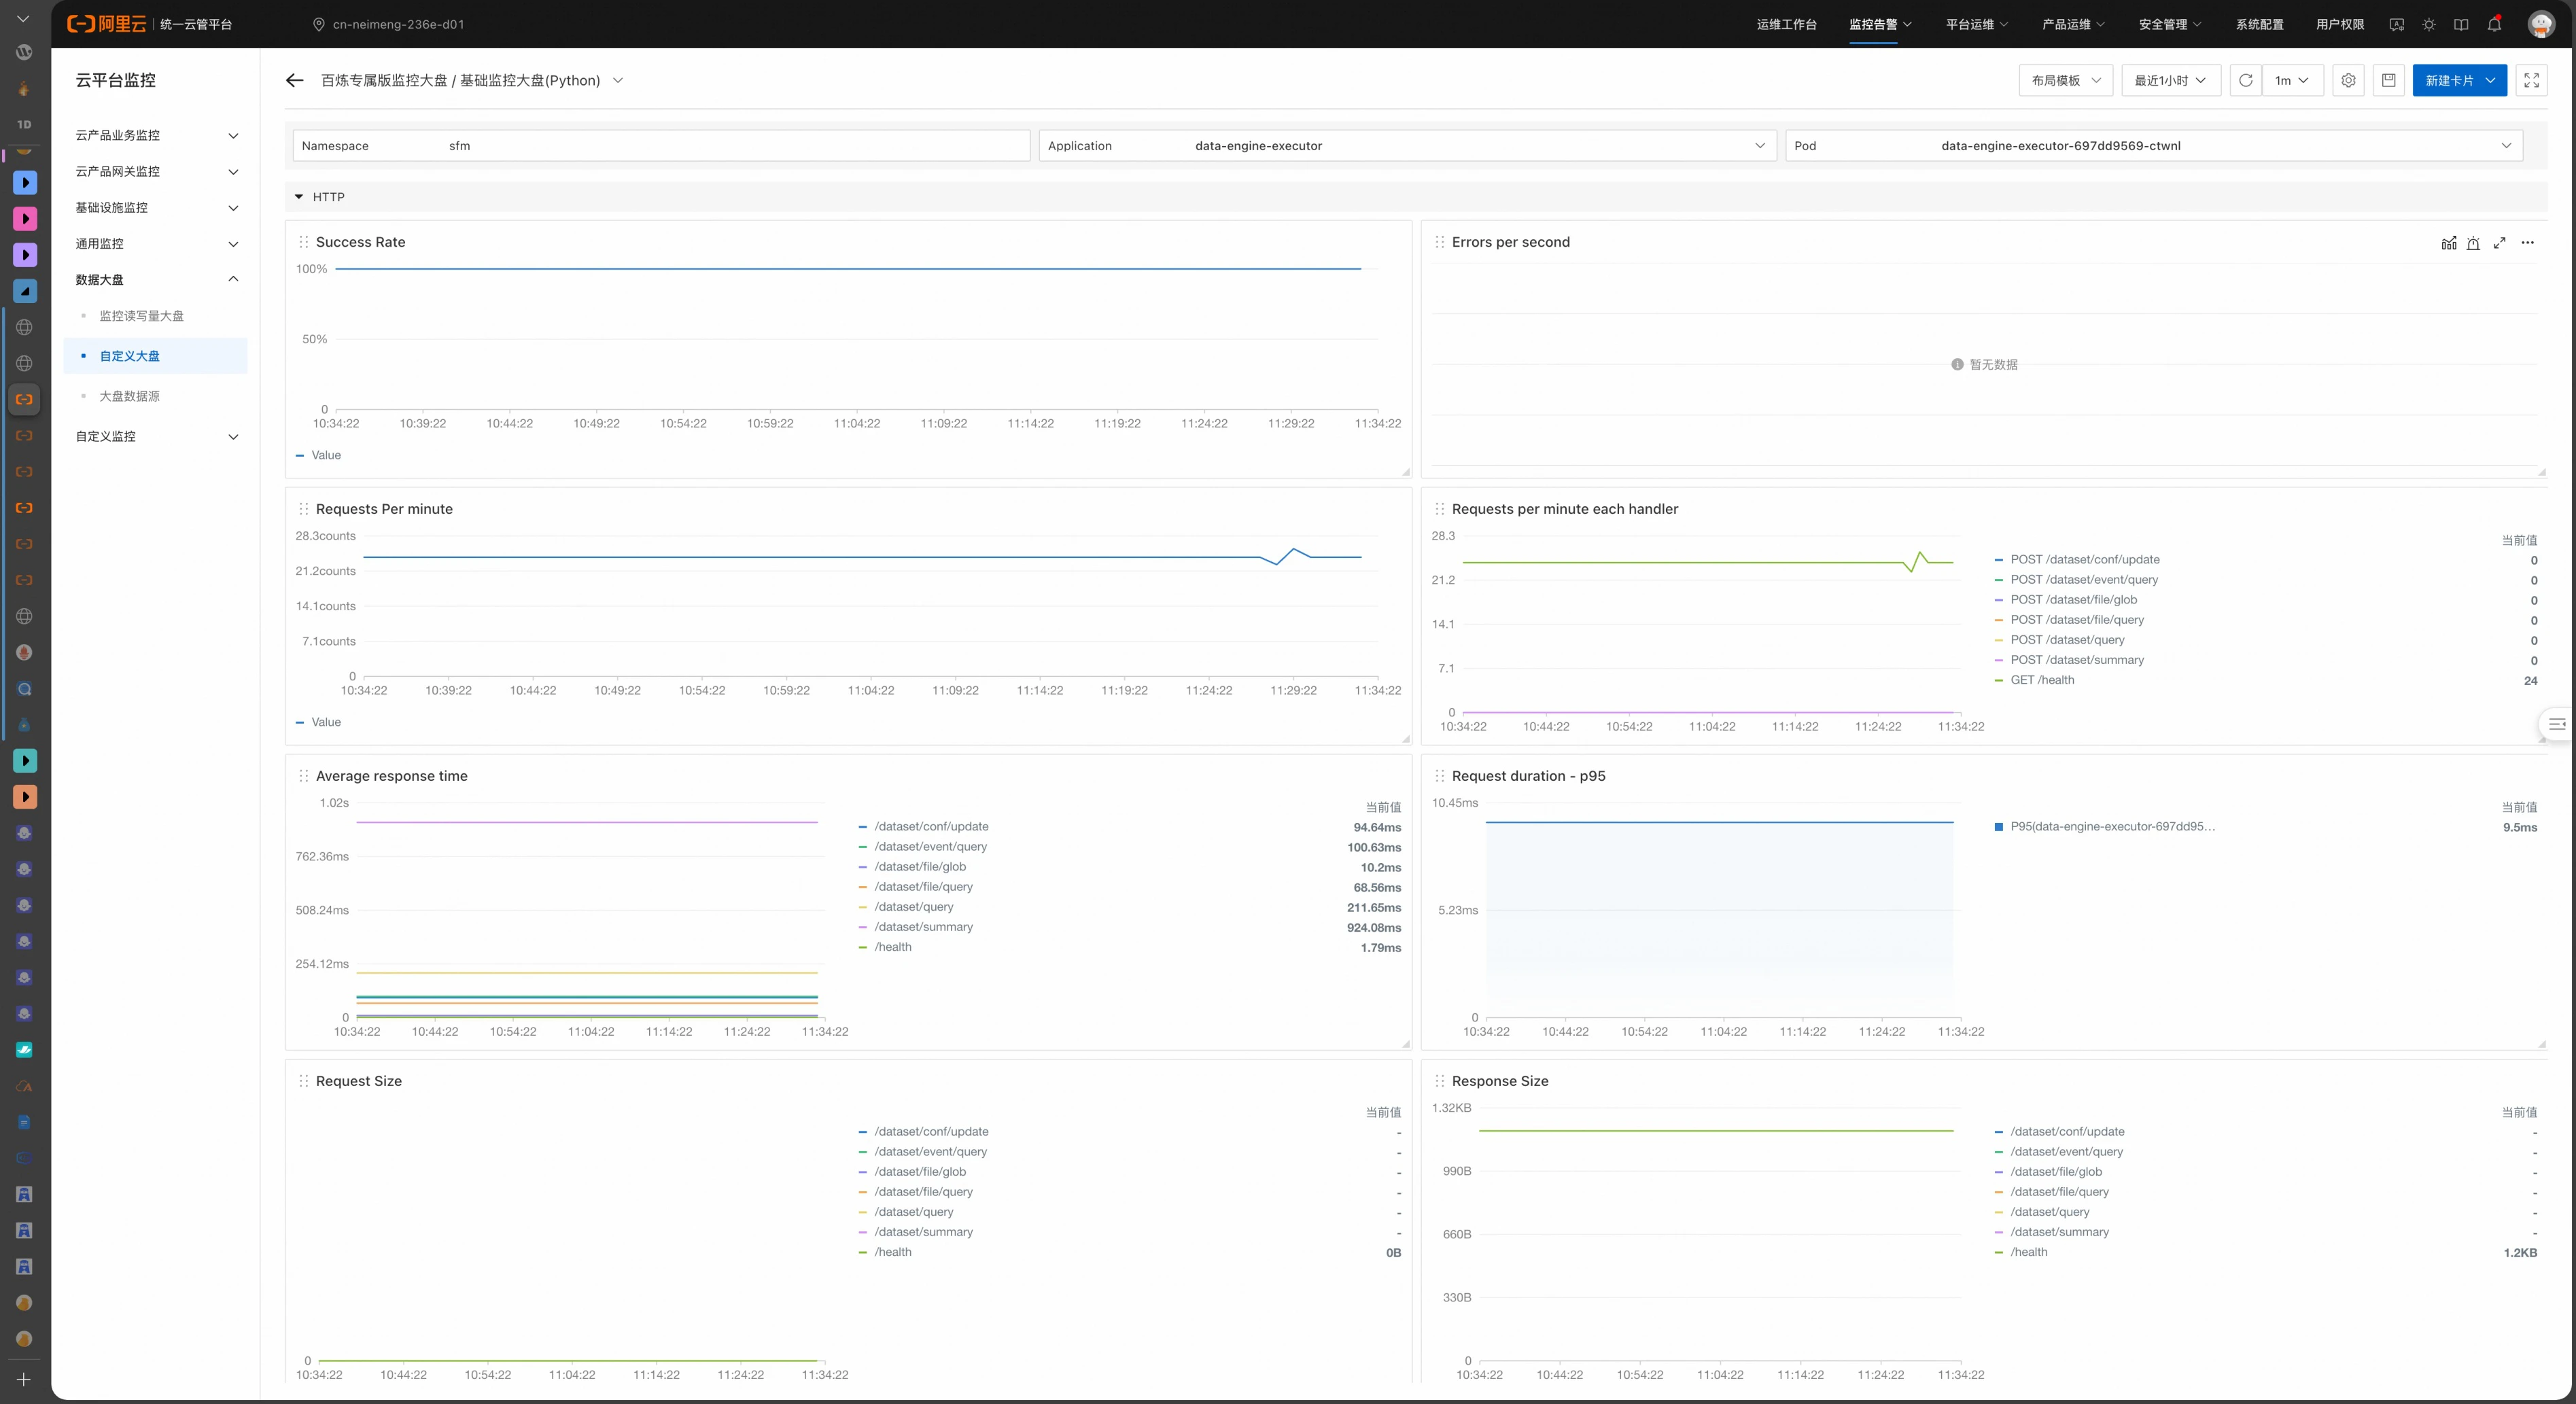 阿里云 | 统一云管平台
cn-neimeng-236e-d01
运维工作台 监控告警 平台运维 产品运维 安全管理 系统配置 用户权限
1D
云平台监控
云产品业务监控
云产品网关监控
基础设施监控
通用监控
数据大盘
监控读写量大盘
自定义大盘
大盘数据源
自定义监控
百炼专属版监控大盘 / 基础监控大盘(Python)
布局模板 最近1小时 1m 新建卡片
Namespace sfm
Application data-engine-executor
Pod data-engine-executor-697dd9569-ctwnl
HTTP
Success Rate
100%
50%
0
10:34:22 10:39:22 10:44:22 10:49:22 10:54:22 10:59:22 11:04:22 11:09:22 11:14:22 11:19:22 11:24:22 11:29:22 11:34:22
Value
Errors per second
暂无数据
Requests Per minute
28.3counts
21.2counts
14.1counts
7.1counts
0
10:34:22 10:39:22 10:44:22 10:49:22 10:54:22 10:59:22 11:04:22 11:09:22 11:14:22 11:19:22 11:24:22 11:29:22 11:34:22
Value
Requests per minute each handler
28.3
21.2
14.1
7.1
0
10:34:22 10:44:22 10:54:22 11:04:22 11:14:22 11:24:22 11:34:22
当前值
POST /dataset/conf/update 0
POST /dataset/event/query 0
POST /dataset/file/glob 0
POST /dataset/file/query 0
POST /dataset/query 0
POST /dataset/summary 0
GET /health 24
Average response time
1.02s
762.36ms
508.24ms
254.12ms
0
10:34:22 10:44:22 10:54:22 11:04:22 11:14:22 11:24:22 11:34:22
当前值
/dataset/conf/update 94.64ms
/dataset/event/query 100.63ms
/dataset/file/glob 10.2ms
/dataset/file/query 68.56ms
/dataset/query 211.65ms
/dataset/summary 924.08ms
/health 1.79ms
Request duration - p95
10.45ms
5.23ms
0
10:34:22 10:44:22 10:54:22 11:04:22 11:14:22 11:24:22 11:34:22
当前值
P95(data-engine-executor-697dd95... 9.5ms
Request Size
0
10:34:22 10:44:22 10:54:22 11:04:22 11:14:22 11:24:22 11:34:22
当前值
/dataset/conf/update -
/dataset/event/query -
/dataset/file/glob -
/dataset/file/query -
/dataset/query -
/dataset/summary -
/health 0B
Response Size
1.32KB
990B
660B
330B
0
10:34:22 10:44:22 10:54:22 11:04:22 11:14:22 11:24:22 11:34:22
当前值
/dataset/conf/update -
/dataset/event/query -
/dataset/file/glob -
/dataset/file/query -
/dataset/query -
/dataset/summary -
/health 1.2KB